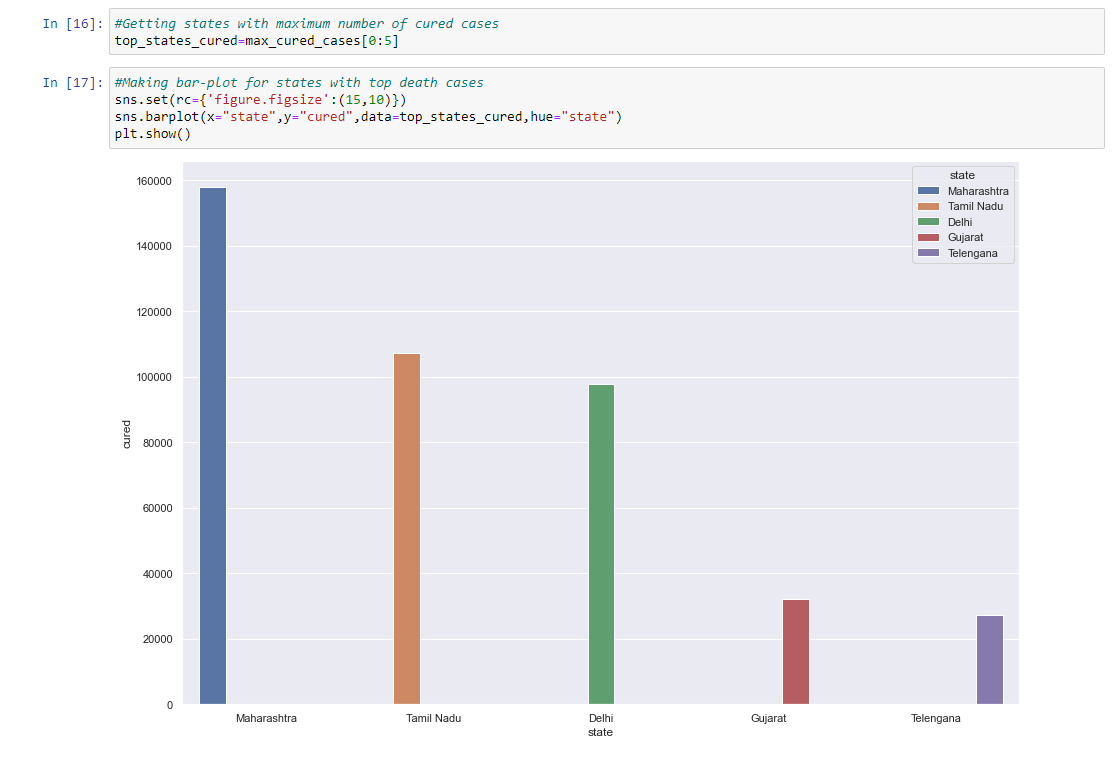 In [16]: #Getting states with maximum number of cured cases
top_states_cured=max_cured_cases[0:5]
In [17]: #Making bar-plot for states with top death cases
sns.set(rc={'figure.figsize':(15,10)})
sns.barplot(x="state",y="cured",data=top_states_cured,hue="state")
plt.show()
state
Maharashtra
Tamil Nadu
Delhi
Gujarat
Telengana
160000
140000
120000
100000
80000
60000
40000
20000
0
cured
Maharashtra Tamil Nadu Delhi Gujarat Telengana
state